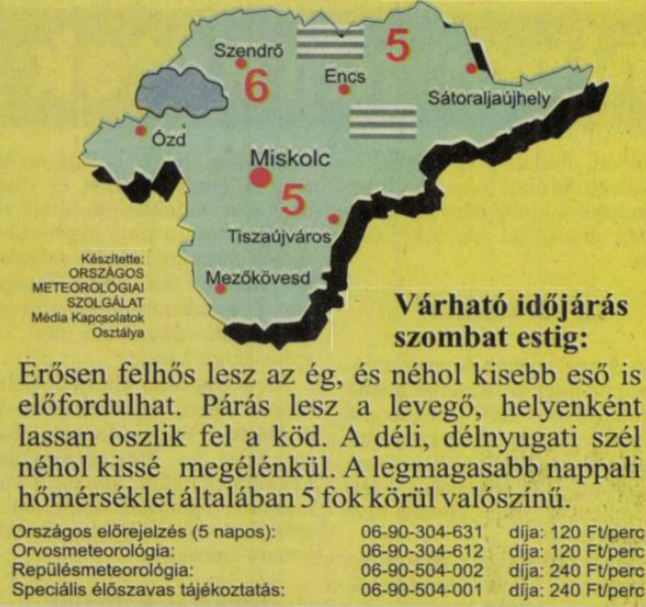 Szendrő
5
6
Encs
Sátoraljaújhely
Ózd
Miskolc
5
Tiszaújváros
Mezőkövesd
Készítette:
ORSZÁGOS
METEOROLÓGIAI
SZOLGÁLAT
Média Kapcsolatok
Osztálya
Várható időjárás
szombat estig:
Erősen felhős lesz az ég, és néhol kisebb eső is
előfordulhat. Párás lesz a levegő, helyenként
lassan oszlik fel a köd. A déli, délnyugati szél
néhol kissé megélénkül. A legmagasabb nappali
hőmérséklet általában 5 fok körül valószínű.
Országos előrejelzés (5 napos): 06-90-304-631 díja: 120 Ft/perc
Orvosmeteorológia: 06-90-304-612 díja: 120 Ft/perc
Repülésmeteorológia: 06-90-504-002 díja: 240 Ft/perc
Speciális élőszavas tájékoztatás: 06-90-504-001 díja: 240 Ft/perc